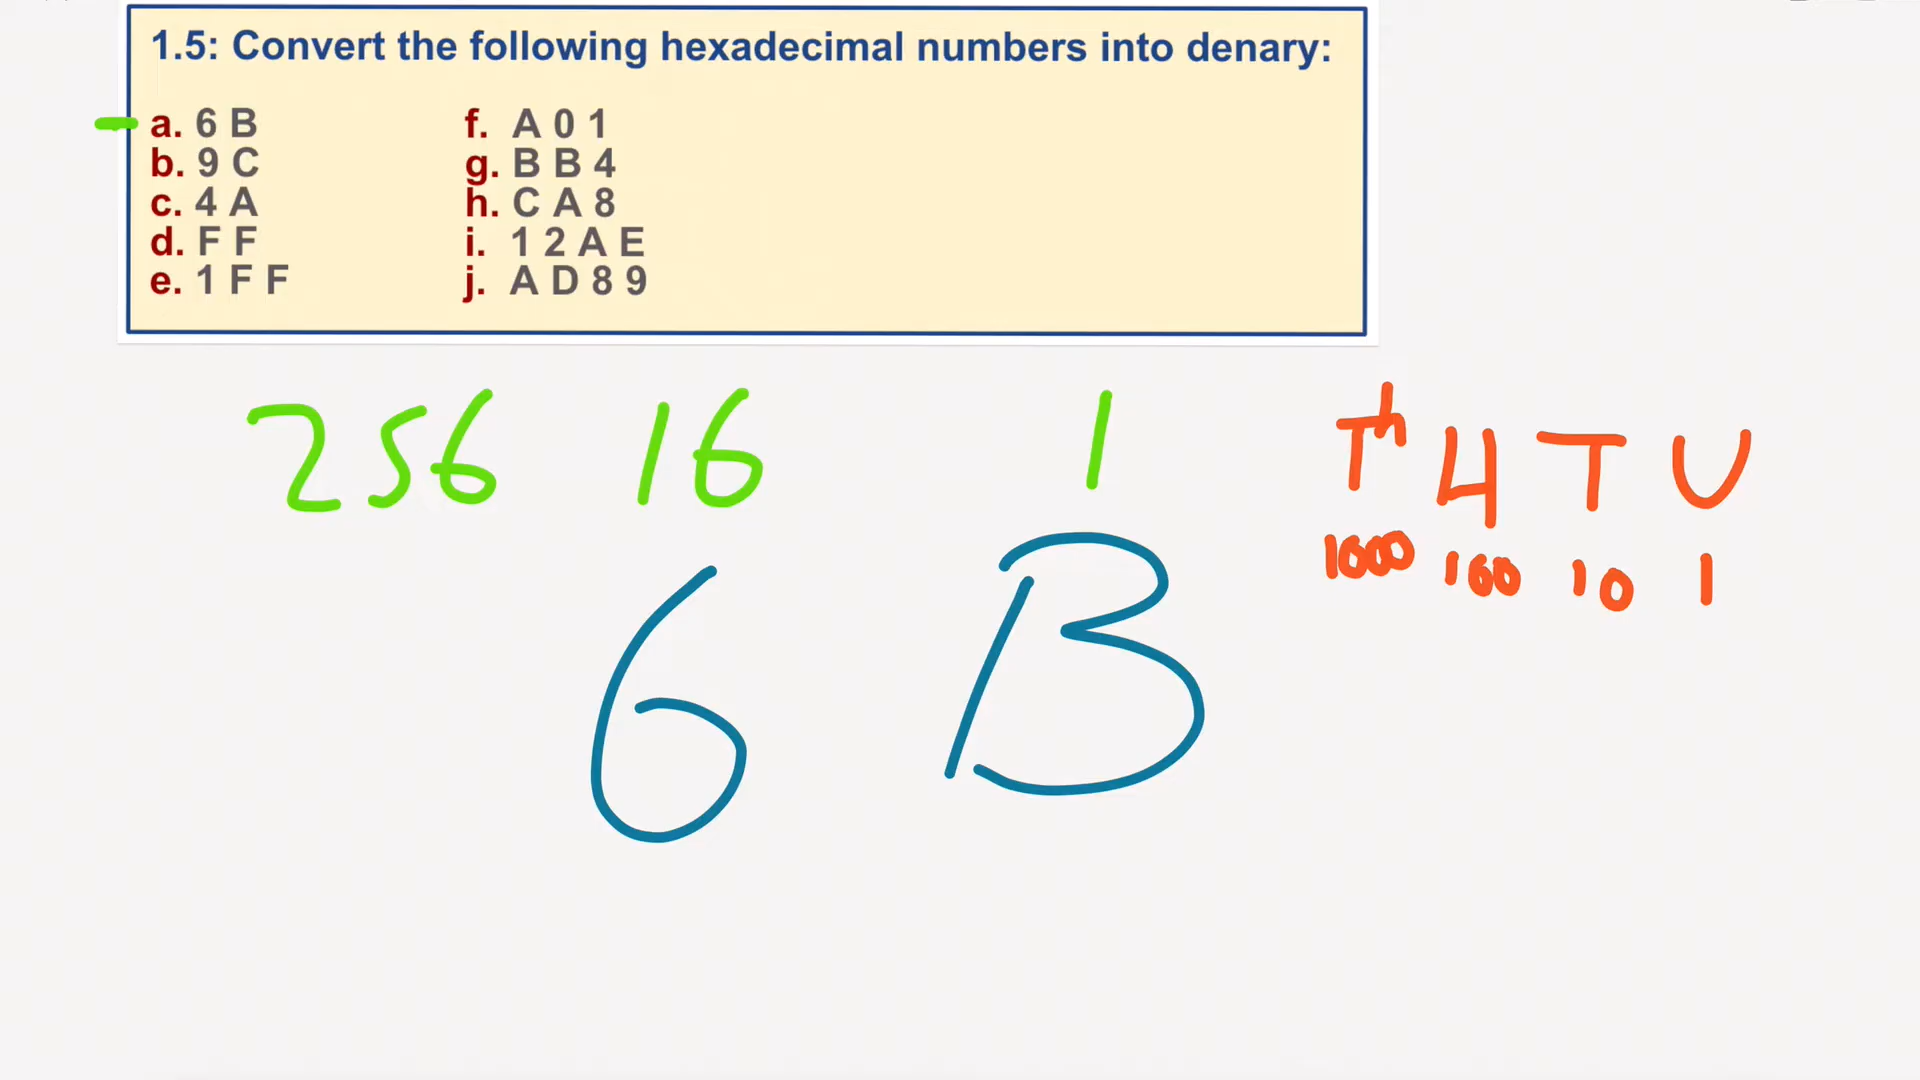 1.5: Convert the following hexadecimal numbers into denary:
a. 6 B
b. 9 C
c. 4 A
d. F F
e. 1 F F
f. A 0 1
g. B B 4
h. C A 8
i. 1 2 A E
j. A D 8 9
256 16 1
Th H T U
1000 100 10 1
6 B